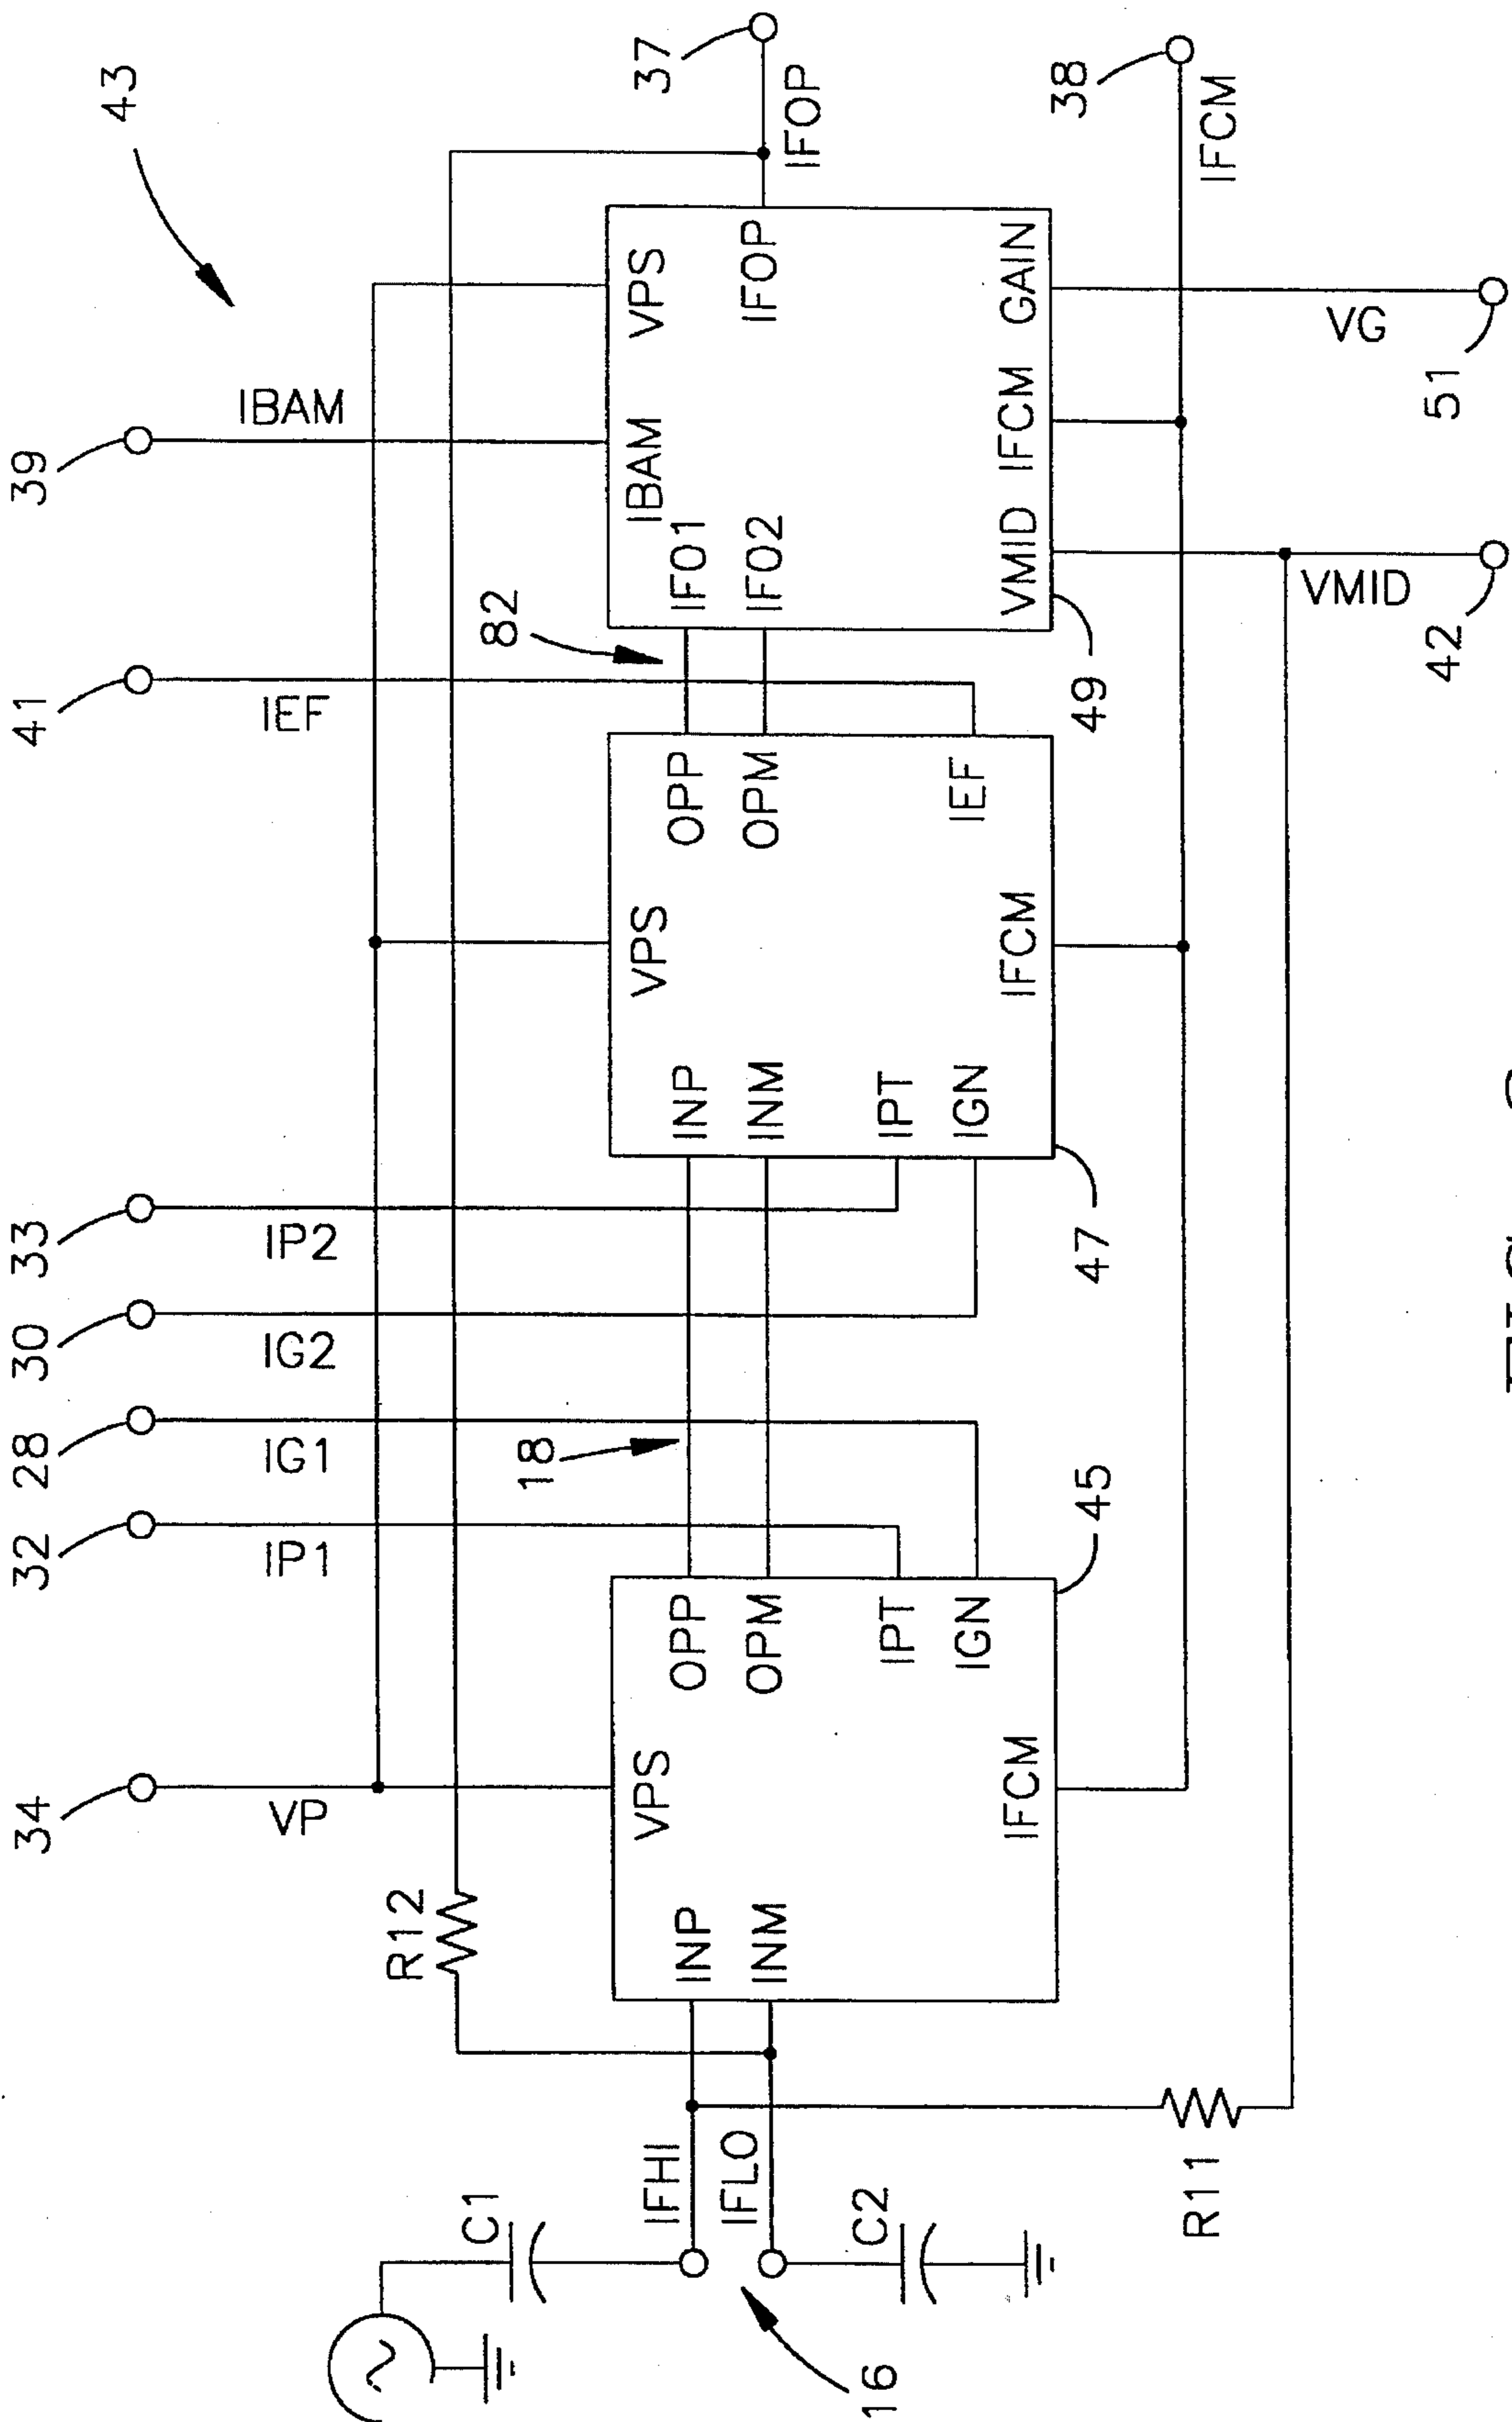 43
34
32
28
30
33
41
39
VP
IP1
IG1
IG2
IP2
IEF
IBAM
R12
37
IFOP
38
IFCM
C1
IFHI
IFLO
C2
16
R11
VPS
INP
INM
OPP
OPM
IPT
IGN
IFCM
45
18
VPS
INP
INM
IPT
IGN
OPP
OPM
IEF
IFCM
47
82
IBAM
VPS
IFO1
IFO2
IFOP
VMID
IFCM
GAIN
49
VMID
42
VG
51